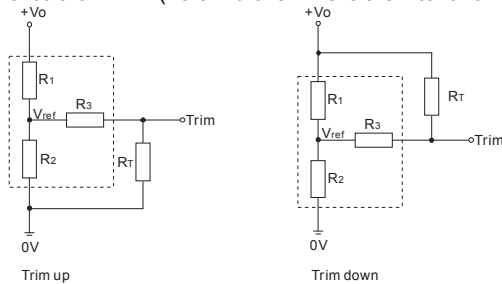 +Vo
R1
Vref
R3
Trim
R2
RT
0V
Trim up
+Vo
R1
RT
Vref
R3
Trim
R2
0V
Trim down